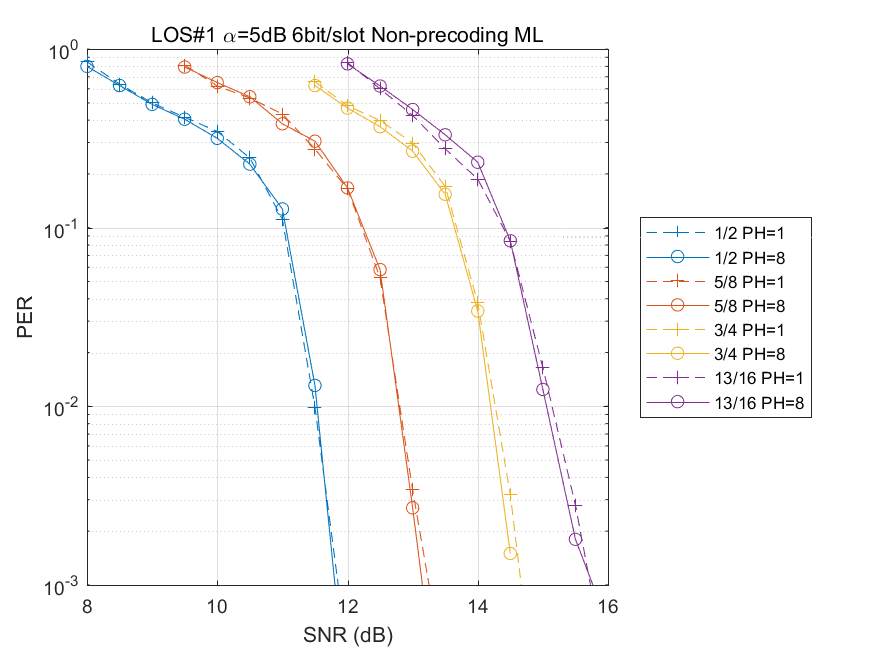 LOS#1 α=5dB 6bit/slot Non-precoding ML
10^0
10^-1
10^-2
10^-3
PER
8 10 12 14 16
SNR (dB)
1/2 PH=1
1/2 PH=8
5/8 PH=1
5/8 PH=8
3/4 PH=1
3/4 PH=8
13/16 PH=1
13/16 PH=8